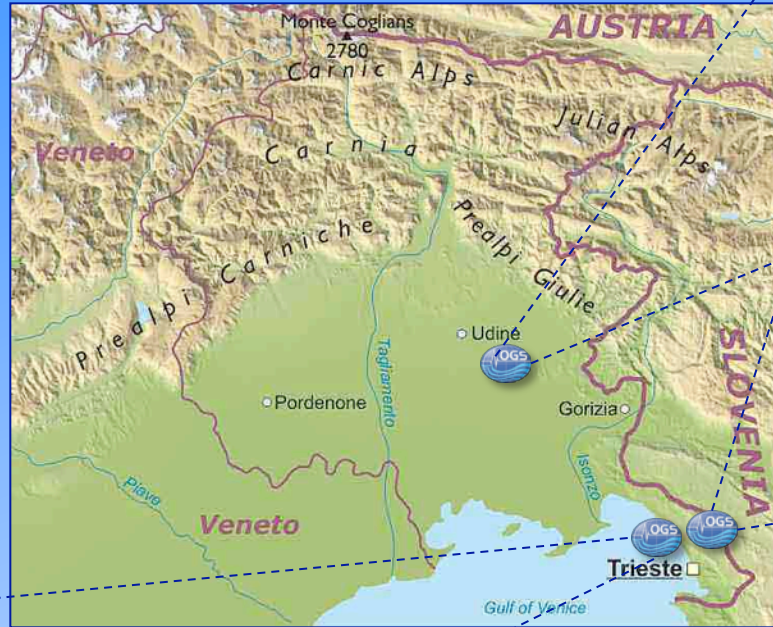 Monte Coglians
2780
AUSTRIA
Carnic Alps
Julian Alps
Veneto
Carnia
Prealpi Carniche
Prealpi Giulie
Udine
OGS
Tagliamento
SLOVENIA
Pordenone
Gorizia
Isonzo
Piave
Veneto
OGS
OGS
Trieste
Gulf of Venice